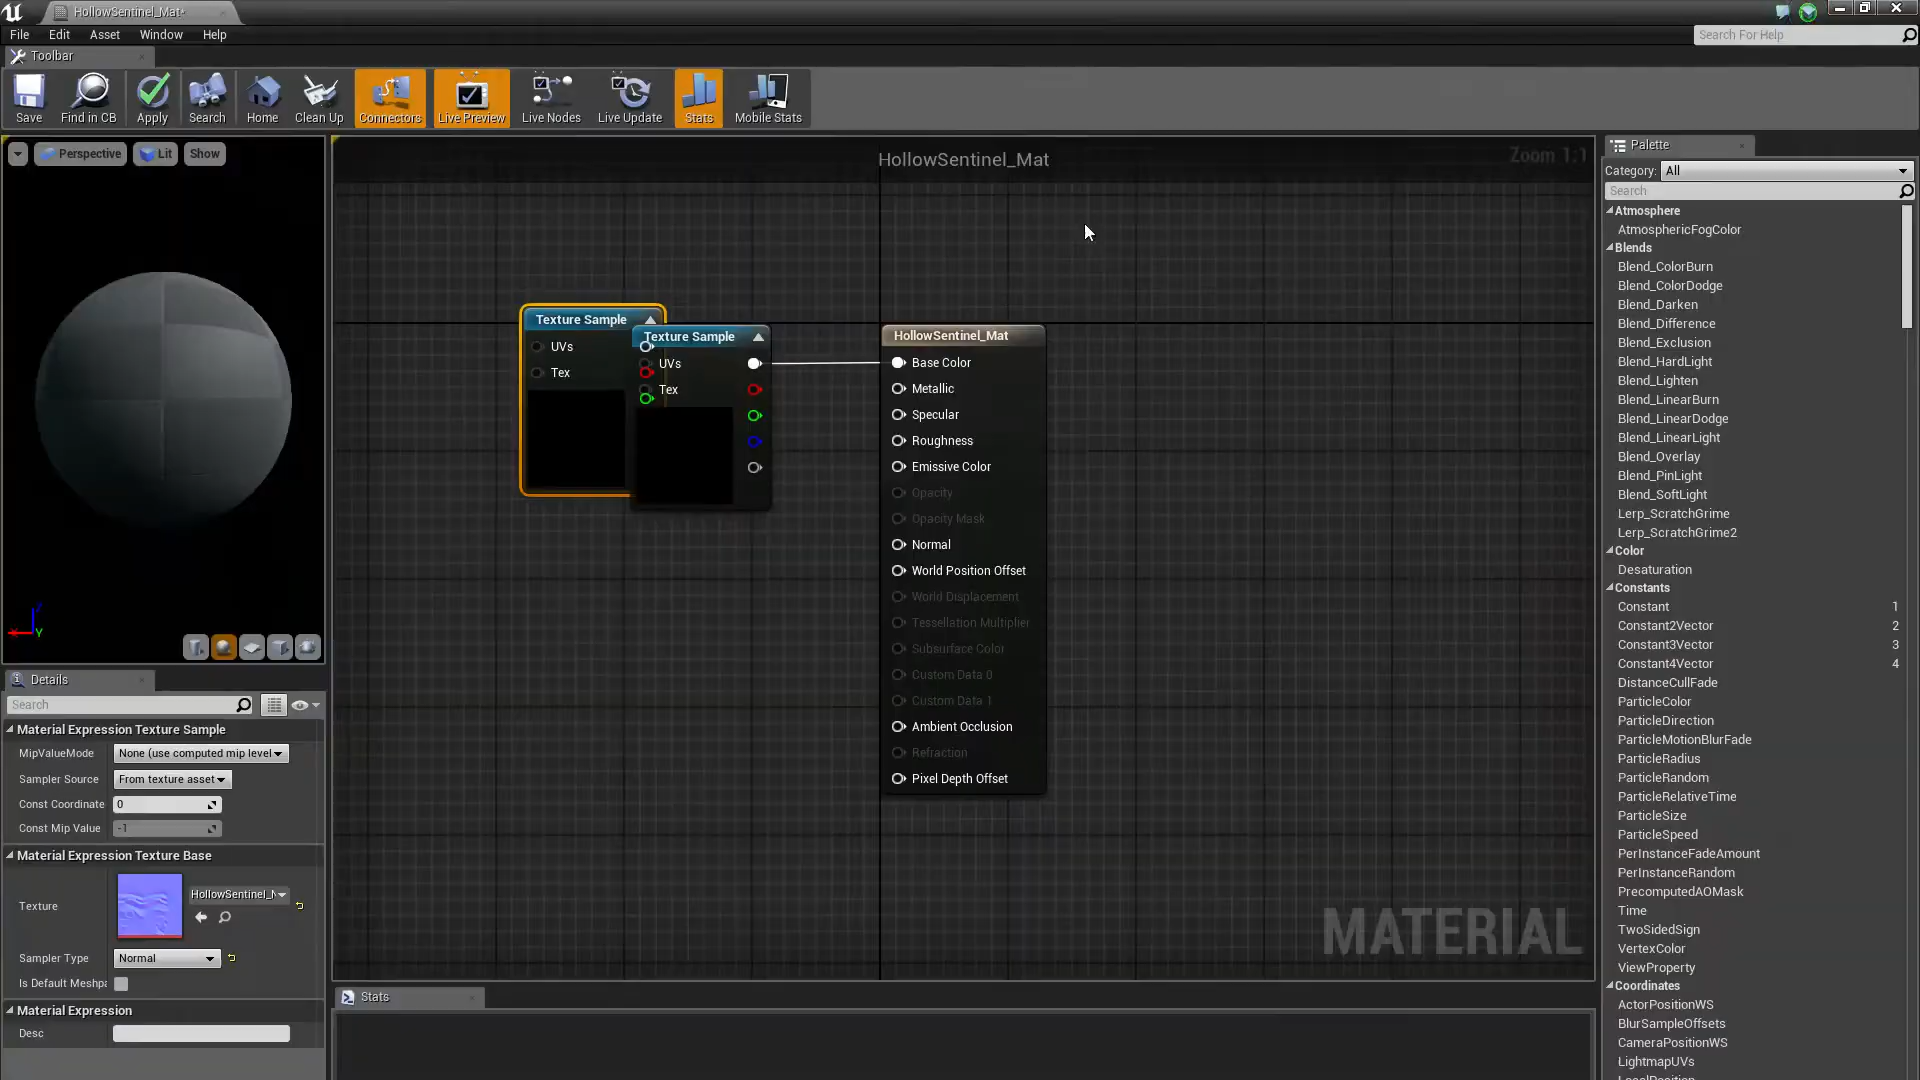 HollowSentinel_Mat*
File Edit Asset Window Help
Search For Help
Toolbar
Save Find in CB Apply Search Home Clean Up Connectors Live Preview Live Nodes Live Update Stats Mobile Stats
Perspective Lit Show
HollowSentinel_Mat
Zoom 1:1
Texture Sample
UVs
Tex
Texture Sample
UVs
Tex
HollowSentinel_Mat
Base Color
Metallic
Specular
Roughness
Emissive Color
Opacity
Opacity Mask
Normal
World Position Offset
World Displacement
Tessellation Multiplier
Subsurface Color
Custom Data 0
Custom Data 1
Ambient Occlusion
Refraction
Pixel Depth Offset
MATERIAL
Y
Details
Search
Material Expression Texture Sample
MipValueMode None (use computed mip level
Sampler Source From texture asset
Const Coordinate 0
Const Mip Value -1
Material Expression Texture Base
Texture HollowSentinel_N
Sampler Type Normal
Is Default Meshpa
Material Expression
Desc
Stats
Palette
Category: All
Search
Atmosphere
AtmosphericFogColor
Blends
Blend_ColorBurn
Blend_ColorDodge
Blend_Darken
Blend_Difference
Blend_Exclusion
Blend_HardLight
Blend_Lighten
Blend_LinearBurn
Blend_LinearDodge
Blend_LinearLight
Blend_Overlay
Blend_PinLight
Blend_SoftLight
Lerp_ScratchGrime
Lerp_ScratchGrime2
Color
Desaturation
Constants
Constant 1
Constant2Vector 2
Constant3Vector 3
Constant4Vector 4
DistanceCullFade
ParticleColor
ParticleDirection
ParticleMotionBlurFade
ParticleRadius
ParticleRandom
ParticleRelativeTime
ParticleSize
ParticleSpeed
PerInstanceFadeAmount
PerInstanceRandom
PrecomputedAOMask
Time
TwoSidedSign
VertexColor
ViewProperty
Coordinates
ActorPositionWS
BlurSampleOffsets
CameraPositionWS
LightmapUVs